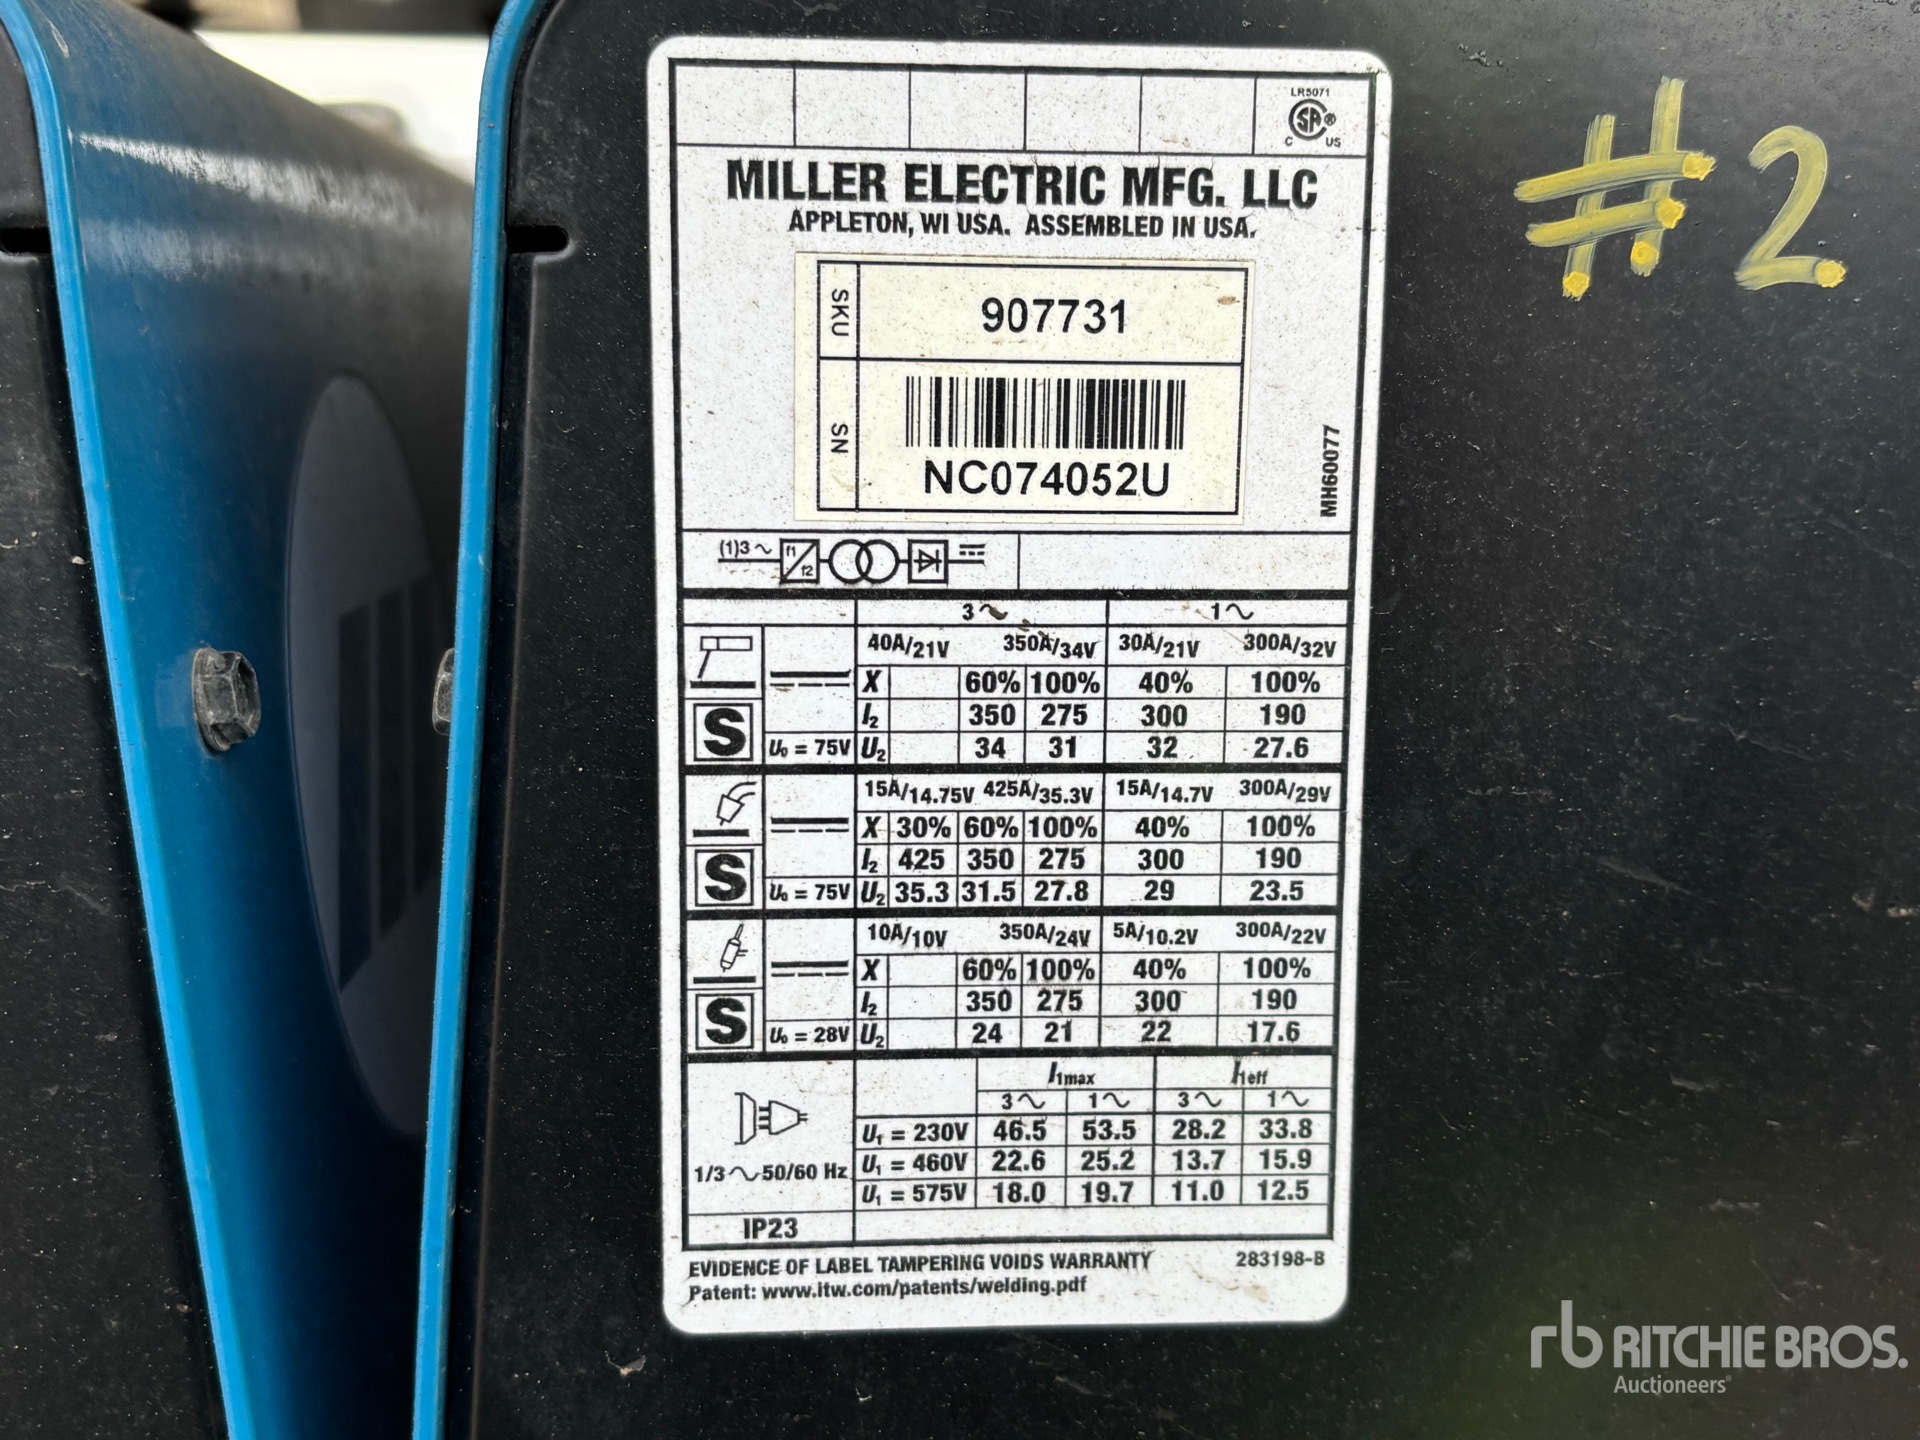 LR5071
SA ®
C US
#2
MILLER ELECTRIC MFG. LLC
APPLETON, WI USA. ASSEMBLED IN USA.
SKU 907731
SN NC074052U
MH60077
(1)3~ f1 f2
3~ 1~
40A/21V 350A/34V 30A/21V 300A/32V
X 60% 100% 40% 100%
I2 350 275 300 190
S U0 = 75V U2 34 31 32 27.6
15A/14.75V 425A/35.3V 15A/14.7V 300A/29V
X 30% 60% 100% 40% 100%
I2 425 350 275 300 190
S U0 = 75V U2 35.3 31.5 27.8 29 23.5
10A/10V 350A/24V 5A/10.2V 300A/22V
X 60% 100% 40% 100%
I2 350 275 300 190
S U0 = 28V U2 24 21 22 17.6
I1max I1eff
3~ 1~ 3~ 1~
U1 = 230V 46.5 53.5 28.2 33.8
1/3~50/60 Hz U1 = 460V 22.6 25.2 13.7 15.9
U1 = 575V 18.0 19.7 11.0 12.5
IP23
EVIDENCE OF LABEL TAMPERING VOIDS WARRANTY 283198-B
Patent: www.itw.com/patents/welding.pdf
rb RITCHIE BROS.
Auctioneers®